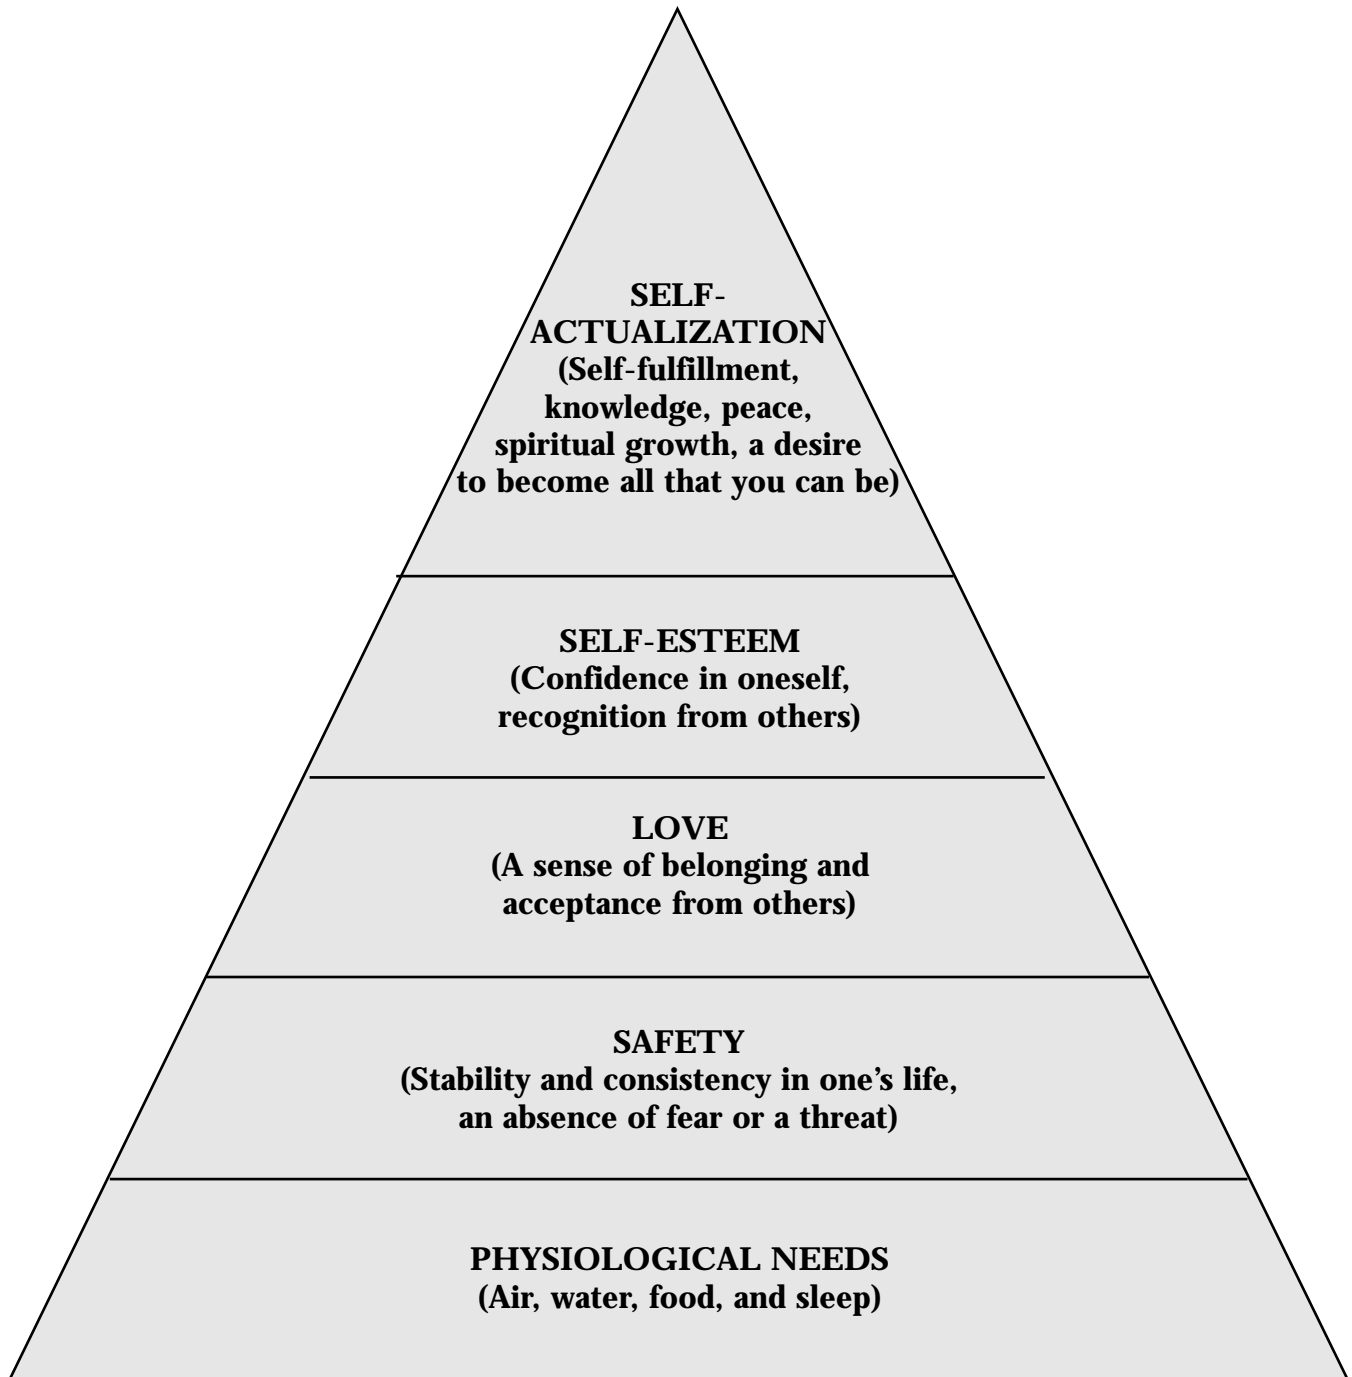 SELF-
ACTUALIZATION
(Self-fulfillment,
knowledge, peace,
spiritual growth, a desire
to become all that you can be)
SELF-ESTEEM
(Confidence in oneself,
recognition from others)
LOVE
(A sense of belonging and
acceptance from others)
SAFETY
(Stability and consistency in one’s life,
an absence of fear or a threat)
PHYSIOLOGICAL NEEDS
(Air, water, food, and sleep)